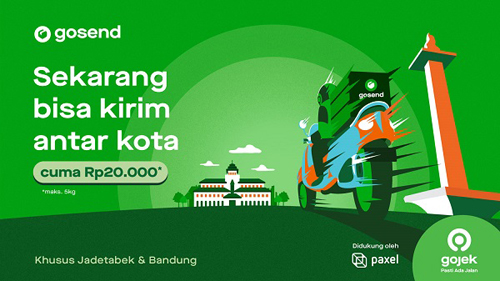 gosend
Sekarang
bisa kirim
antar kota
cuma Rp20.000*
*maks. 5kg
gosend
Khusus Jadetabek & Bandung
Didukung oleh
paxel
gojek
Pasti Ada Jalan